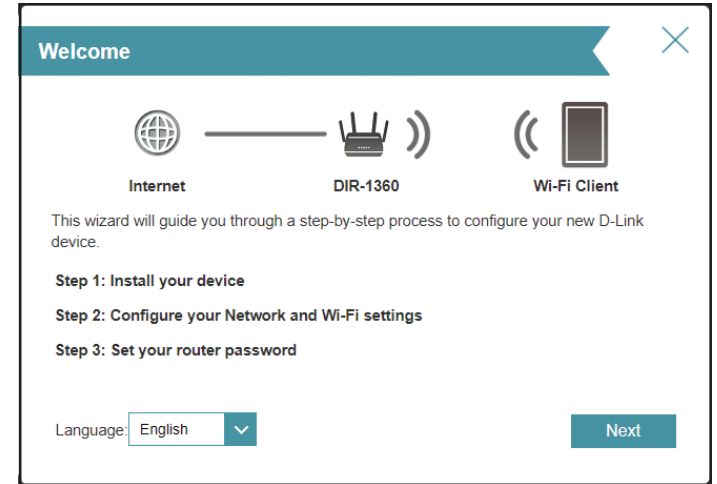 Welcome
Internet
DIR-1360
Wi-Fi Client
This wizard will guide you through a step-by-step process to configure your new D-Link
device.
Step 1: Install your device
Step 2: Configure your Network and Wi-Fi settings
Step 3: Set your router password
Language: English
Next